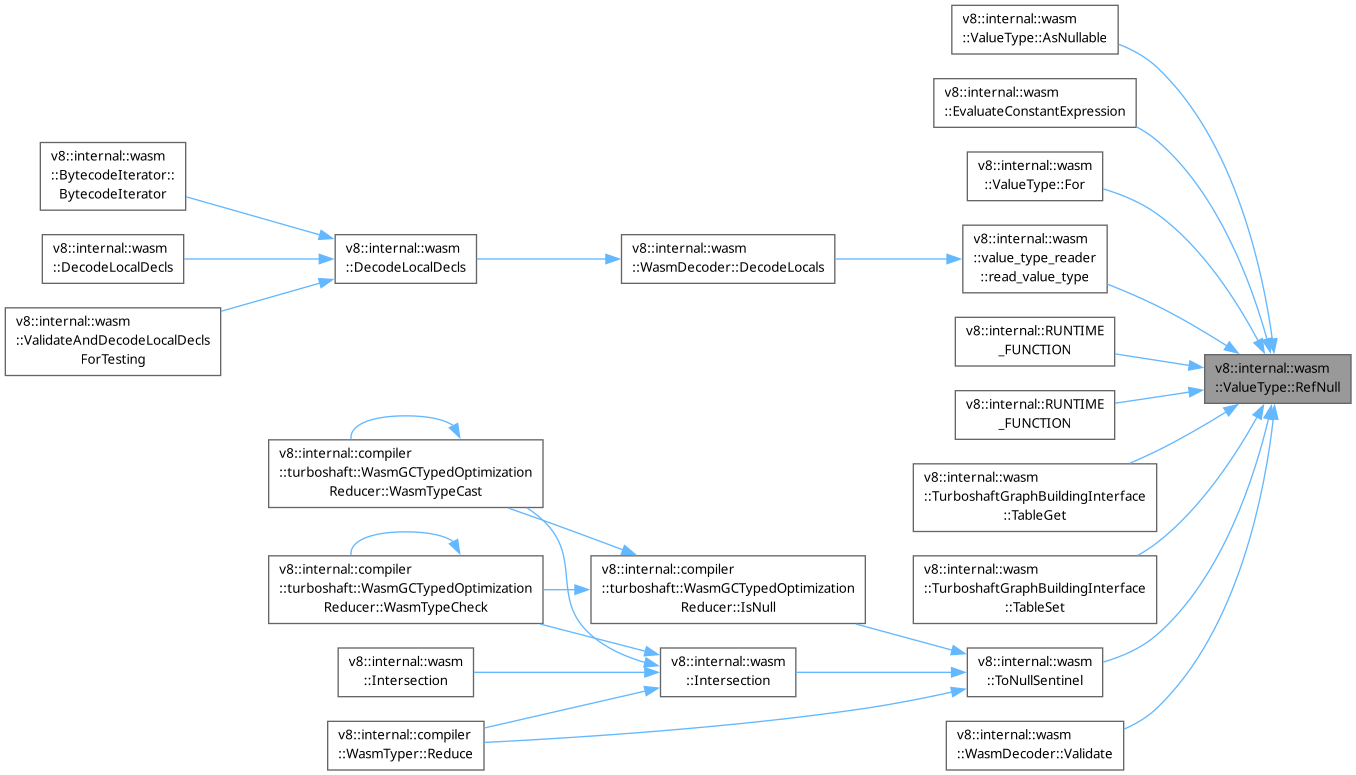 v8::internal::wasm
::ValueType::AsNullable
v8::internal::wasm
::EvaluateConstantExpression
v8::internal::wasm
::BytecodeIterator::
BytecodeIterator
v8::internal::wasm
::ValueType::For
v8::internal::wasm
::DecodeLocalDecls
v8::internal::wasm
::DecodeLocalDecls
v8::internal::wasm
::WasmDecoder::DecodeLocals
v8::internal::wasm
::value_type_reader
::read_value_type
v8::internal::wasm
::ValidateAndDecodeLocalDecls
ForTesting
v8::internal::RUNTIME
_FUNCTION
v8::internal::wasm
::ValueType::RefNull
v8::internal::RUNTIME
_FUNCTION
v8::internal::compiler
::turboshaft::WasmGCTypedOptimization
Reducer::WasmTypeCast
v8::internal::wasm
::TurboshaftGraphBuildingInterface
::TableGet
v8::internal::compiler
::turboshaft::WasmGCTypedOptimization
Reducer::WasmTypeCheck
v8::internal::compiler
::turboshaft::WasmGCTypedOptimization
Reducer::IsNull
v8::internal::wasm
::TurboshaftGraphBuildingInterface
::TableSet
v8::internal::wasm
::Intersection
v8::internal::wasm
::Intersection
v8::internal::wasm
::ToNullSentinel
v8::internal::compiler
::WasmTyper::Reduce
v8::internal::wasm
::WasmDecoder::Validate